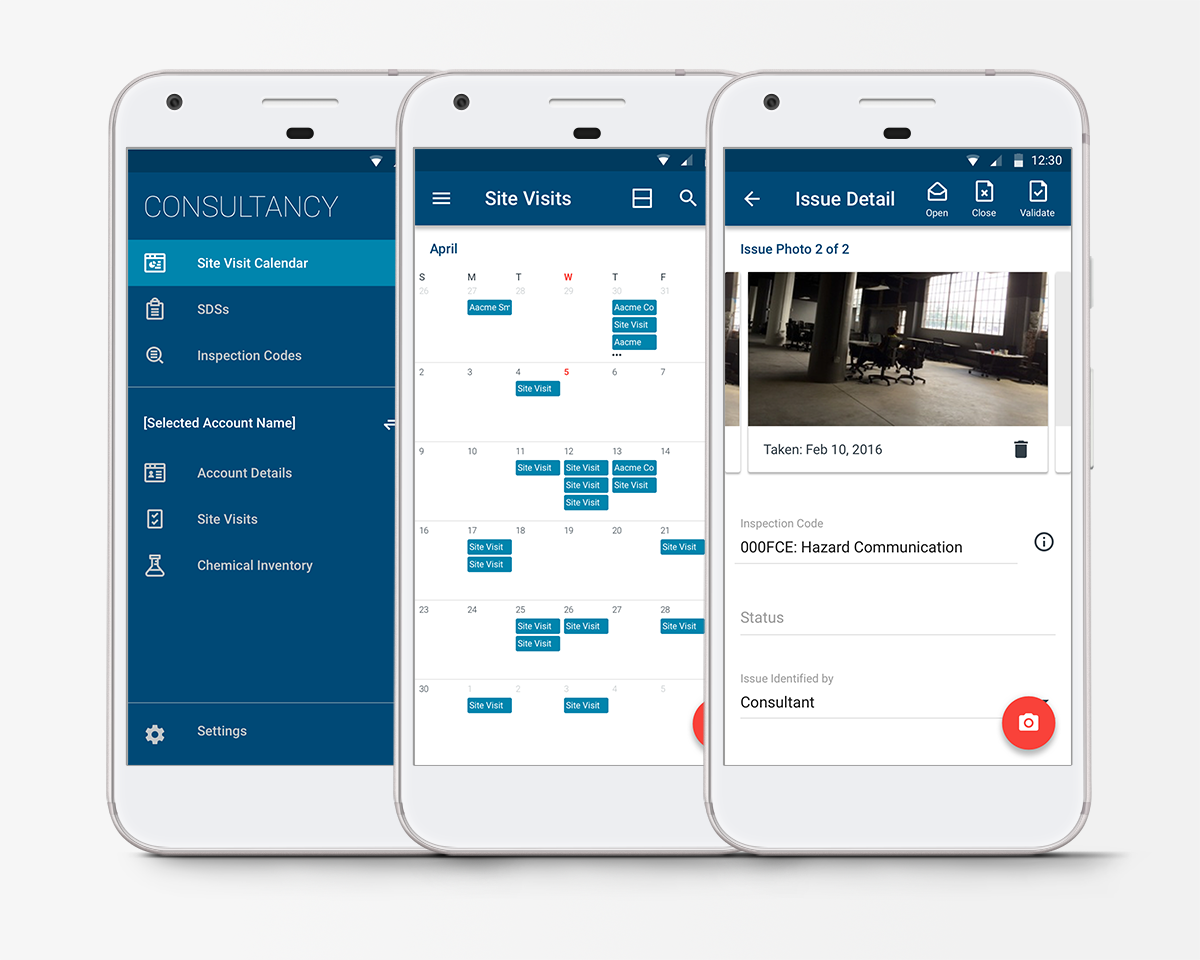 CONSULTANCY
Site Visit Calendar
SDSs
Inspection Codes
[Selected Account Name]
Account Details
Site Visits
Chemical Inventory
Settings
Site Visits
April
S M T W T F
26 27 28 29 30 31
Aacme Sm Aacme Co
Site Visit
Aacme
...
2 3 4 5 6 7
Site Visit
9 10 11 12 13 14
Site Visit Site Visit Aacme Co
Site Visit Site Visit
Site Visit
16 17 18 19 20 21
Site Visit Site Visit
Site Visit
23 24 25 26 27 28
Site Visit Site Visit Site Visit
Site Visit
30 1 2 3 4 5
Site Visit Site Visit
12:30
Issue Detail
Open Close Validate
Issue Photo 2 of 2
Taken: Feb 10, 2016
Inspection Code
000FCE: Hazard Communication
Status
Issue Identified by
Consultant